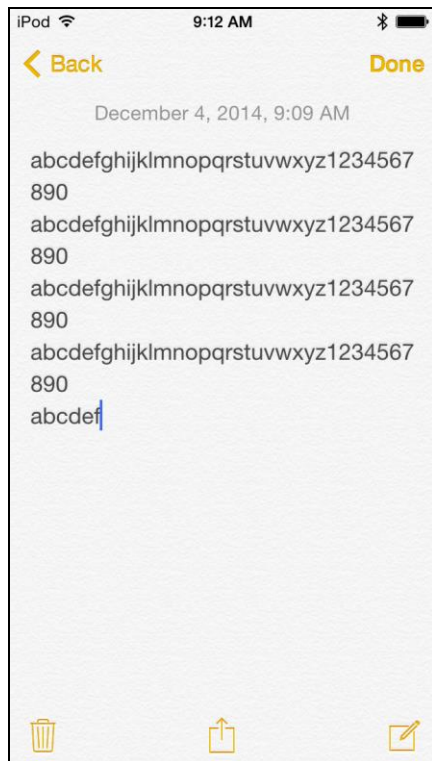 iPod 9:12 AM
Back Done
December 4, 2014, 9:09 AM
abcdefghijklmnopqrstuvwxyz1234567
890
abcdefghijklmnopqrstuvwxyz1234567
890
abcdefghijklmnopqrstuvwxyz1234567
890
abcdefghijklmnopqrstuvwxyz1234567
890
abcdef